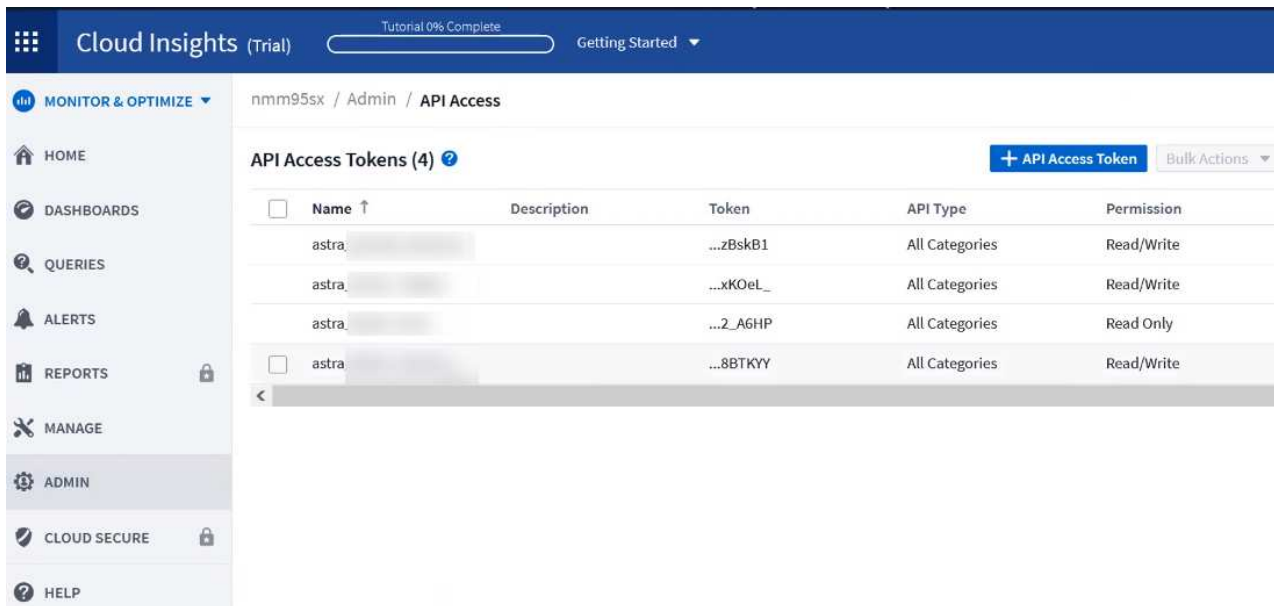 Cloud Insights (Trial)
Tutorial 0% Complete
Getting Started
MONITOR & OPTIMIZE
HOME
DASHBOARDS
QUERIES
ALERTS
REPORTS
MANAGE
ADMIN
CLOUD SECURE
HELP
nmm95sx / Admin / API Access
API Access Tokens (4)
+ API Access Token
Bulk Actions
Name ↑ Description Token API Type Permission
astra_ ...zBskB1 All Categories Read/Write
astra_ ...xKOeL_ All Categories Read/Write
astra_ ...2_A6HP All Categories Read Only
astra ...8BTKYY All Categories Read/Write